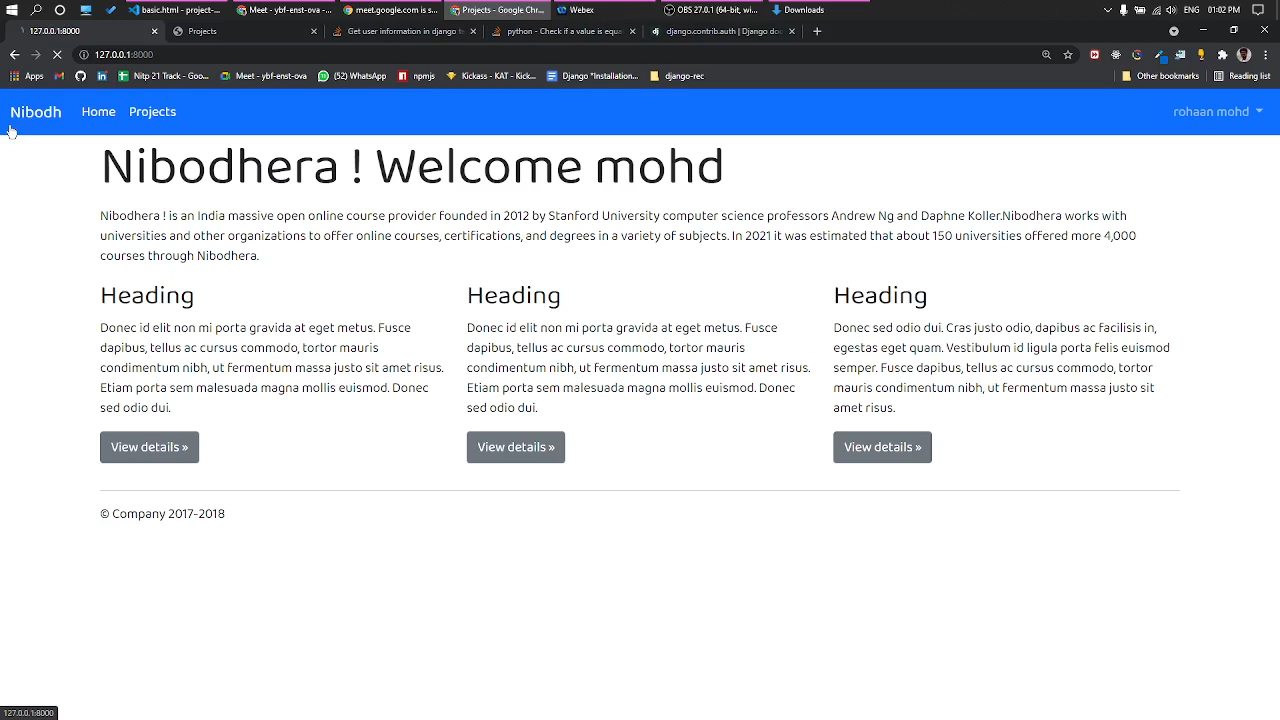 basic.html - project-...
Meet - ybf-enst-ova - ...
meet.google.com is s...
Projects - Google Chr...
Webex
OBS 27.0.1 (64-bit, wi...
Downloads
ENG
01:02 PM
127.0.0.1:8000
Projects
Get user information in django t
python - Check if a value is equa
django.contrib.auth | Django do
127.0.0.1:8000
Apps
Nitp 21 Track - Goo...
Meet - ybf-enst-ova
(52) WhatsApp
npmjs
Kickass - KAT - Kick...
Django *Installation...
django-rec
Other bookmarks
Reading list
Nibodh
Home
Projects
rohaan mohd
Nibodhera ! Welcome mohd
Nibodhera ! is an India massive open online course provider founded in 2012 by Stanford University computer science professors Andrew Ng and Daphne Koller.Nibodhera works with
universities and other organizations to offer online courses, certifications, and degrees in a variety of subjects. In 2021 it was estimated that about 150 universities offered more 4,000
courses through Nibodhera.
Heading
Donec id elit non mi porta gravida at eget metus. Fusce
dapibus, tellus ac cursus commodo, tortor mauris
condimentum nibh, ut fermentum massa justo sit amet risus.
Etiam porta sem malesuada magna mollis euismod. Donec
sed odio dui.
View details »
Heading
Donec id elit non mi porta gravida at eget metus. Fusce
dapibus, tellus ac cursus commodo, tortor mauris
condimentum nibh, ut fermentum massa justo sit amet risus.
Etiam porta sem malesuada magna mollis euismod. Donec
sed odio dui.
View details »
Heading
Donec sed odio dui. Cras justo odio, dapibus ac facilisis in,
egestas eget quam. Vestibulum id ligula porta felis euismod
semper. Fusce dapibus, tellus ac cursus commodo, tortor
mauris condimentum nibh, ut fermentum massa justo sit
amet risus.
View details »
© Company 2017-2018
127.0.0.1:8000